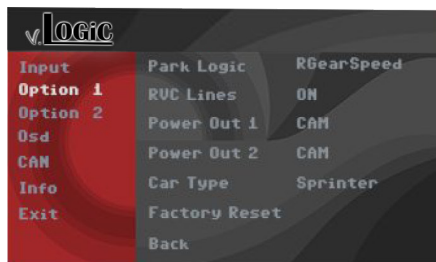 v.LOGiC
Input
Option 1
Option 2
Osd
CAN
Info
Exit
Park Logic RGearSpeed
RVC Lines ON
Power Out 1 CAM
Power Out 2 CAM
Car Type Sprinter
Factory Reset
Back